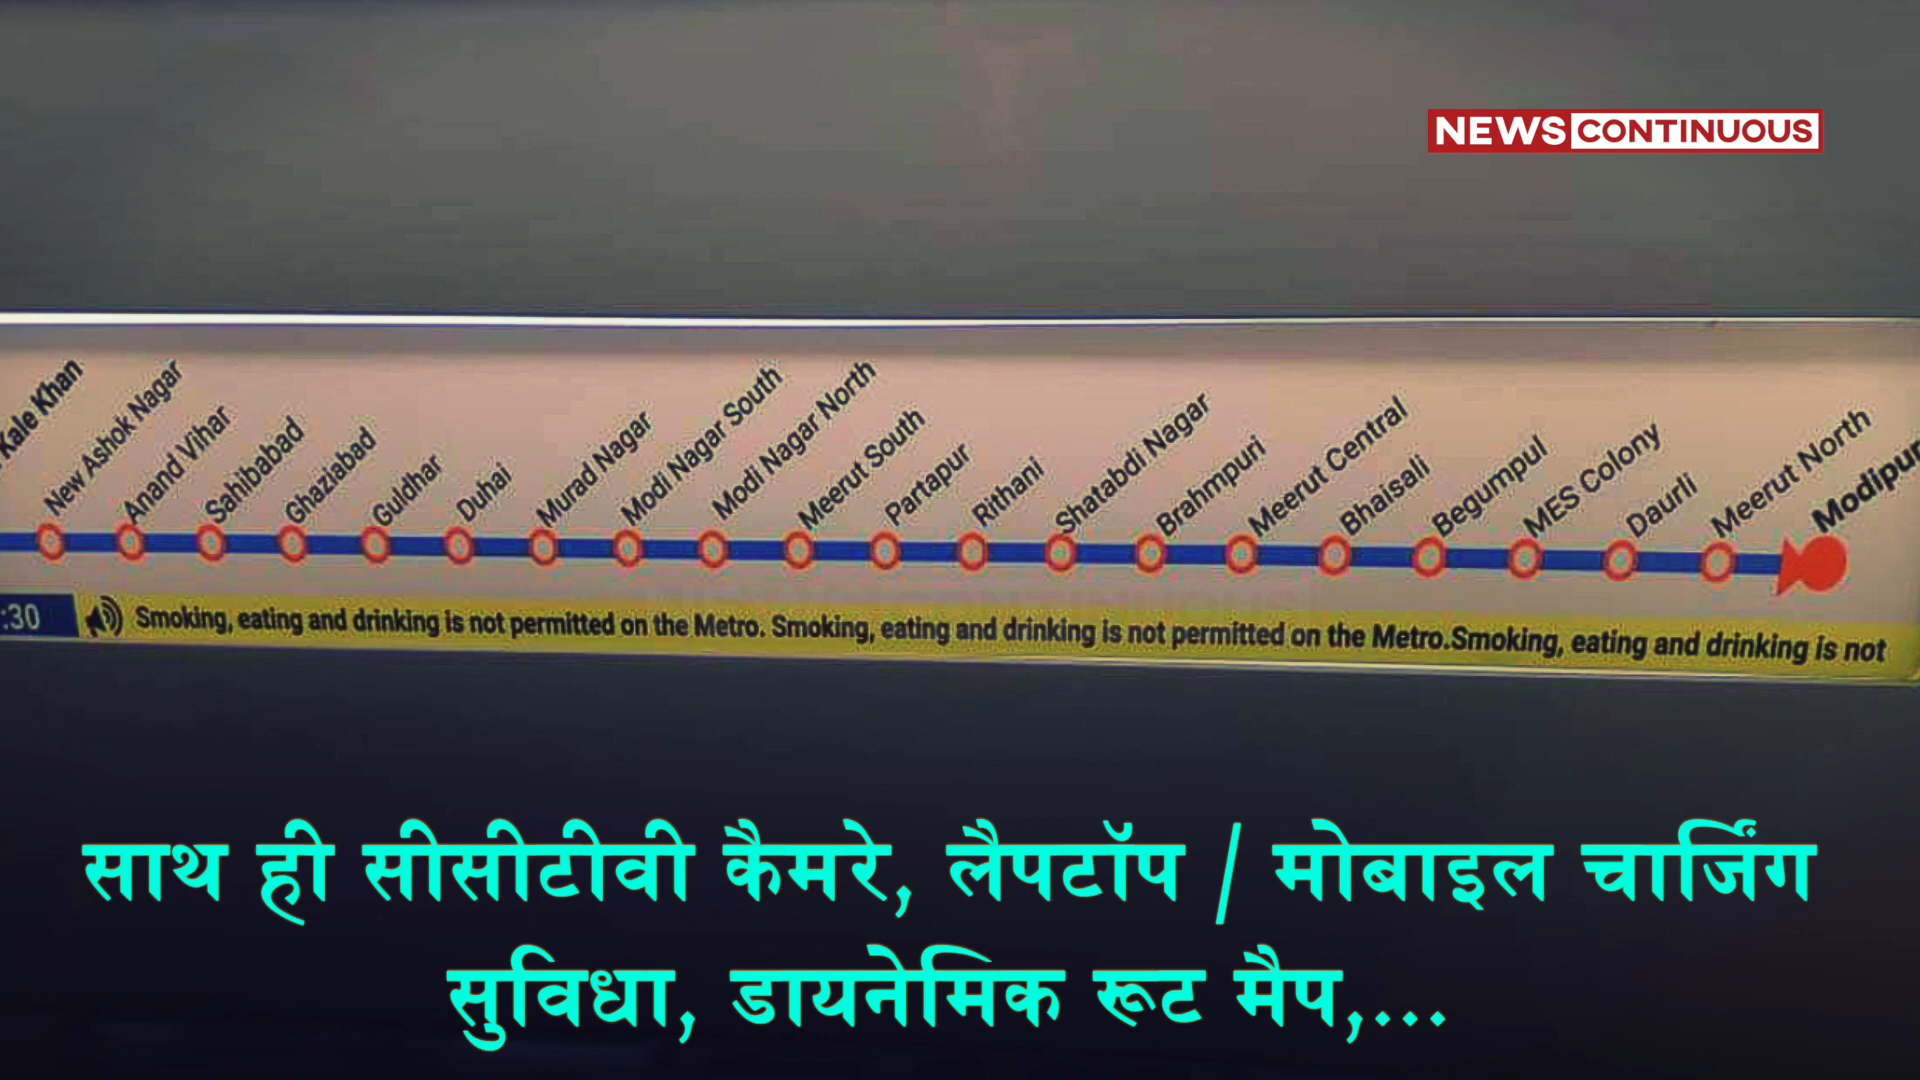 NEWS CONTINUOUS
Kale Khan
New Ashok Nagar
Anand Vihar
Sahibabad
Ghaziabad
Guldhar
Duhai
Murad Nagar
Modi Nagar South
Modi Nagar North
Meerut South
Partapur
Rithani
Shatabdi Nagar
Brahmpuri
Meerut Central
Bhaisali
Begumpul
MES Colony
Daurli
Meerut North
Modipur
:30 Smoking, eating and drinking is not permitted on the Metro. Smoking, eating and drinking is not permitted on the Metro.Smoking, eating and drinking is not
साथ ही सीसीटीवी कैमरे, लैपटॉप / मोबाइल चार्जिंग
सुविधा, डायनेमिक रूट मैप,...